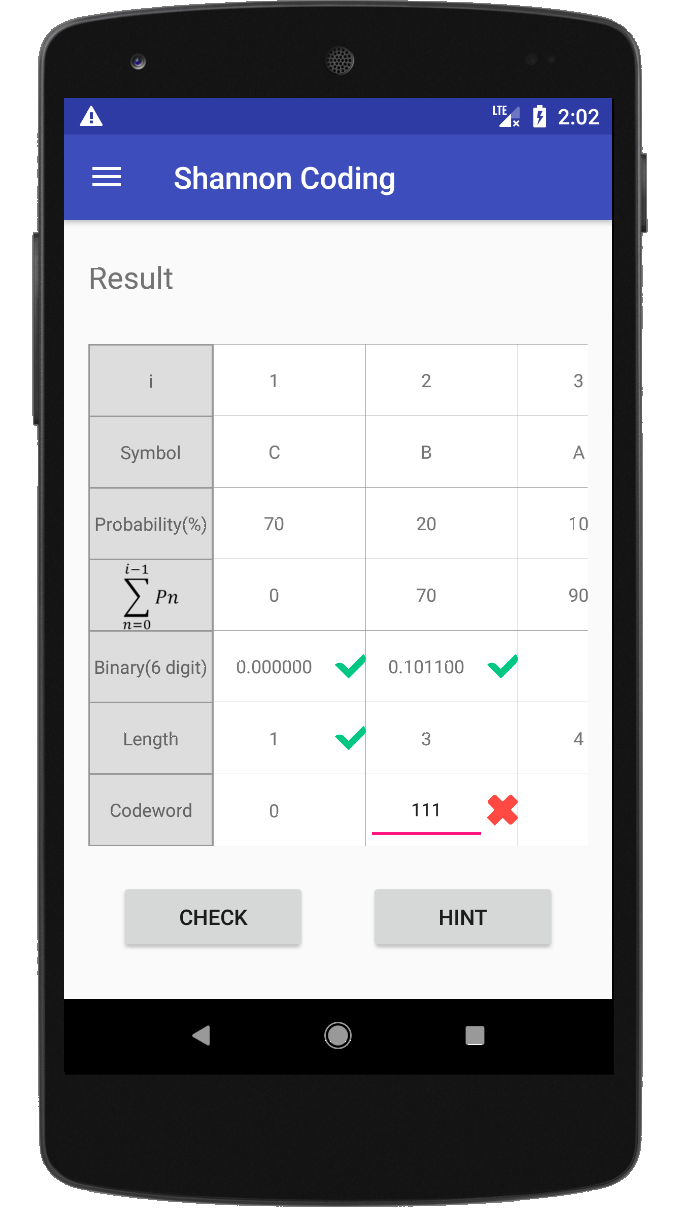 LTE 2:02
Shannon Coding
Result
i 1 2 3
Symbol C B A
Probability(%) 70 20 10
i−1
∑ Pn 0 70 90
n=0
Binary(6 digit) 0.000000 0.101100
Length 1 3 4
Codeword 0 111
CHECK HINT